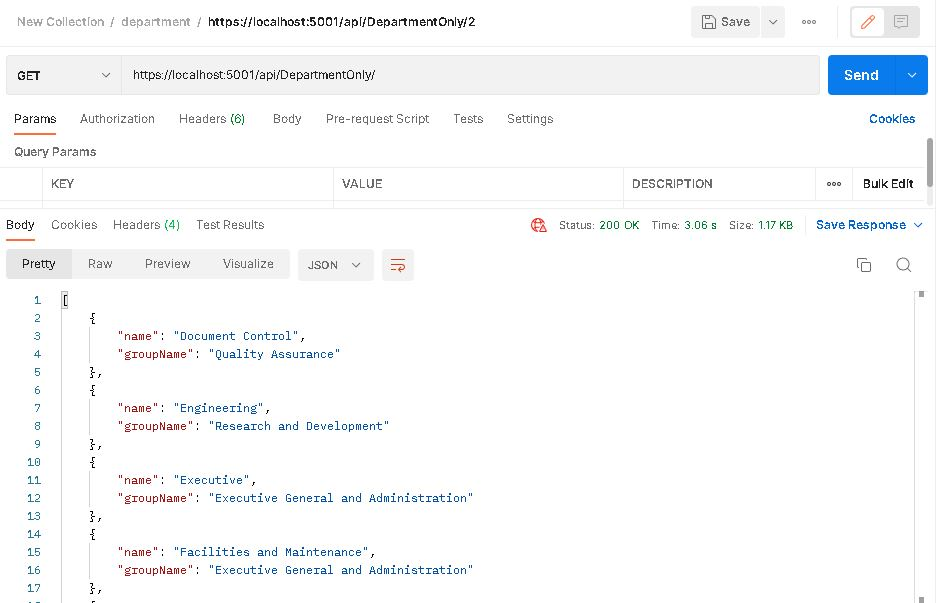 New Collection / department / https://localhost:5001/api/DepartmentOnly/2
Save
GET
https://localhost:5001/api/DepartmentOnly/
Send
Params Authorization Headers (6) Body Pre-request Script Tests Settings Cookies
Query Params
KEY VALUE DESCRIPTION ooo Bulk Edit
Body Cookies Headers (4) Test Results Status: 200 OK Time: 3.06 s Size: 1.17 KB Save Response
Pretty Raw Preview Visualize JSON
1 [
2 {
3 "name": "Document Control",
4 "groupName": "Quality Assurance"
5 },
6 {
7 "name": "Engineering",
8 "groupName": "Research and Development"
9 },
10 {
11 "name": "Executive",
12 "groupName": "Executive General and Administration"
13 },
14 {
15 "name": "Facilities and Maintenance",
16 "groupName": "Executive General and Administration"
17 },